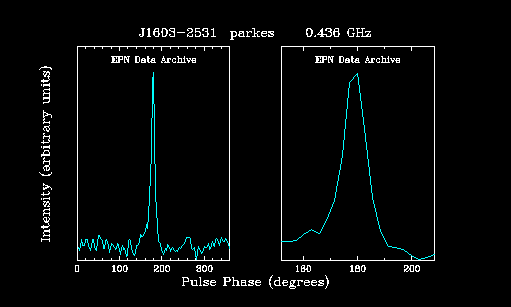 J1603-2531 parkes 0.436 GHz
EPN Data Archive
EPN Data Archive
Intensity (arbitrary units)
0 100 200 300
160 180 200
Pulse Phase (degrees)